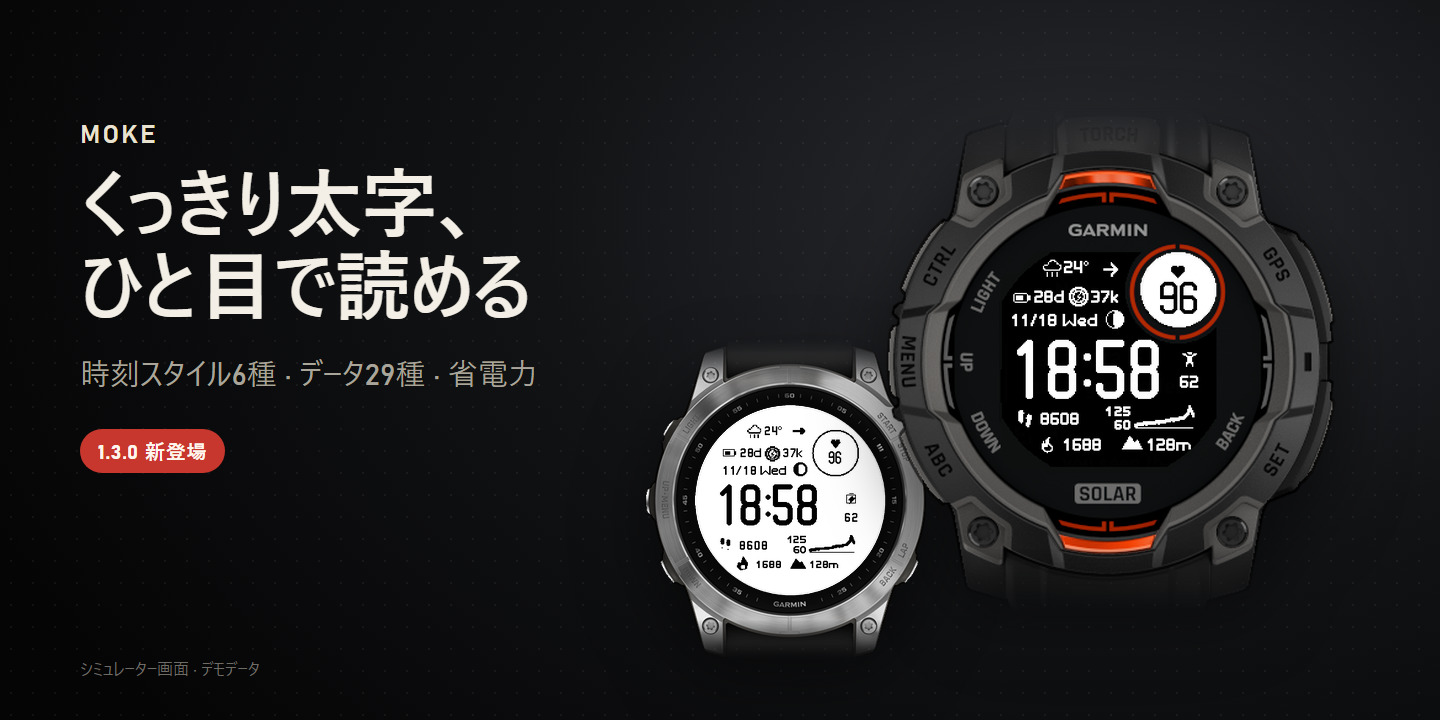 MOKE
くっきり太字、
ひと目で読める
時刻スタイル6種 · データ29種 · 省電力
1.3.0 新登場
シミュレーター画面 · デモデータ
TORCH
GARMIN
CTRL
GPS
LIGHT
MENU
UP
DOWN
ABC
BACK
SET
24°
28d 37k
96
11/18 Wed
18:58
62
8608
125
60
1688
128m
SOLAR
START
STOP
UP·MENU
LAP
BACK
24°
28d 37k
96
11/18 Wed
18:58
62
8608
125
60
1688
128m
GARMIN